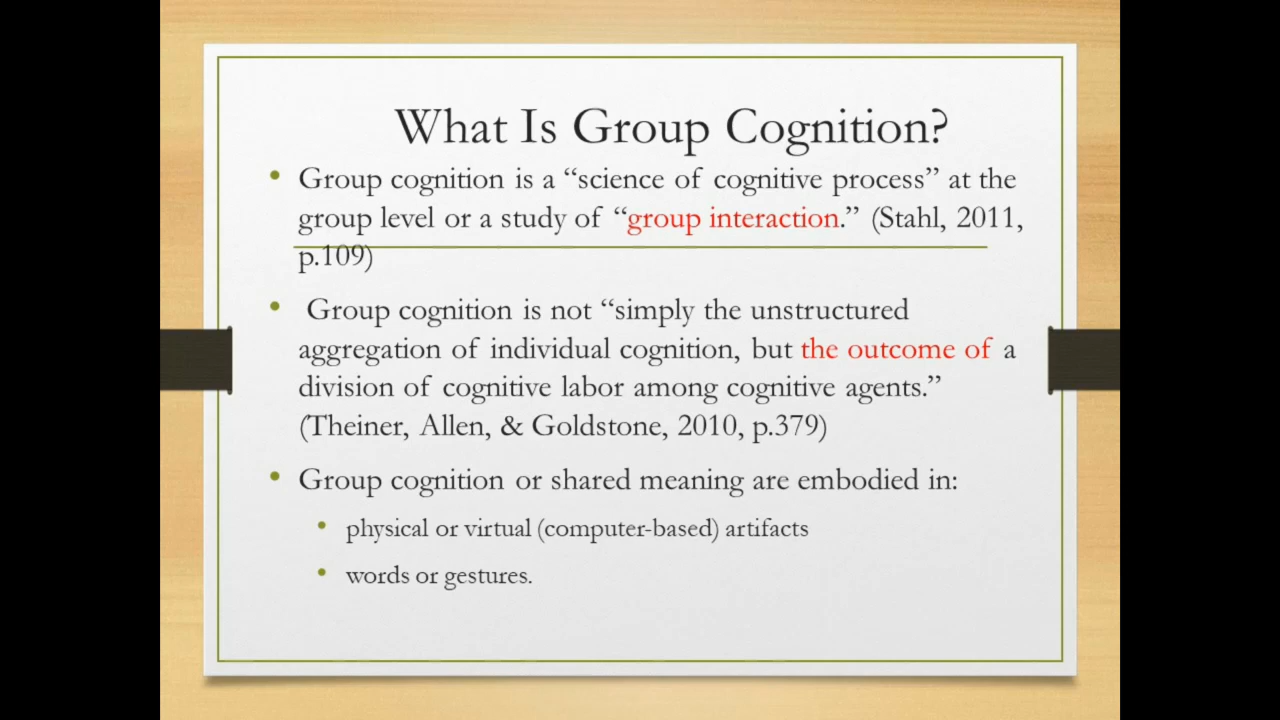 What Is Group Cognition?
• Group cognition is a “science of cognitive process” at the
group level or a study of “group interaction.” (Stahl, 2011,
p.109)
• Group cognition is not “simply the unstructured
aggregation of individual cognition, but the outcome of a
division of cognitive labor among cognitive agents.”
(Theiner, Allen, & Goldstone, 2010, p.379)
• Group cognition or shared meaning are embodied in:
• physical or virtual (computer-based) artifacts
• words or gestures.